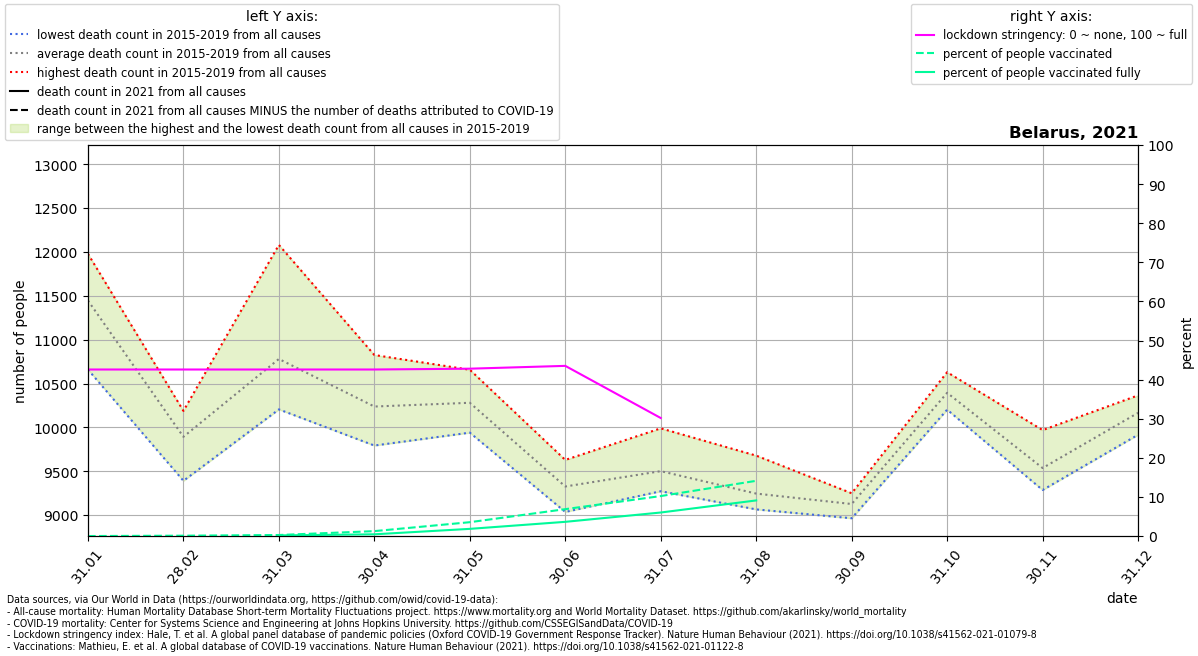 left Y axis:
lowest death count in 2015-2019 from all causes
average death count in 2015-2019 from all causes
highest death count in 2015-2019 from all causes
death count in 2021 from all causes
death count in 2021 from all causes MINUS the number of deaths attributed to COVID-19
range between the highest and the lowest death count from all causes in 2015-2019
right Y axis:
lockdown stringency: 0 ~ none, 100 ~ full
percent of people vaccinated
percent of people vaccinated fully
Belarus, 2021
number of people
13000
12500
12000
11500
11000
10500
10000
9500
9000
100
90
80
70
60
50
40
30
20
10
0
percent
31.01
28.02
31.03
30.04
31.05
30.06
31.07
31.08
30.09
31.10
30.11
31.12
date
Data sources, via Our World in Data (https://ourworldindata.org, https://github.com/owid/covid-19-data):
- All-cause mortality: Human Mortality Database Short-term Mortality Fluctuations project. https://www.mortality.org and World Mortality Dataset. https://github.com/akarlinsky/world_mortality
- COVID-19 mortality: Center for Systems Science and Engineering at Johns Hopkins University. https://github.com/CSSEGISandData/COVID-19
- Lockdown stringency index: Hale, T. et al. A global panel database of pandemic policies (Oxford COVID-19 Government Response Tracker). Nature Human Behaviour (2021). https://doi.org/10.1038/s41562-021-01079-8
- Vaccinations: Mathieu, E. et al. A global database of COVID-19 vaccinations. Nature Human Behaviour (2021). https://doi.org/10.1038/s41562-021-01122-8